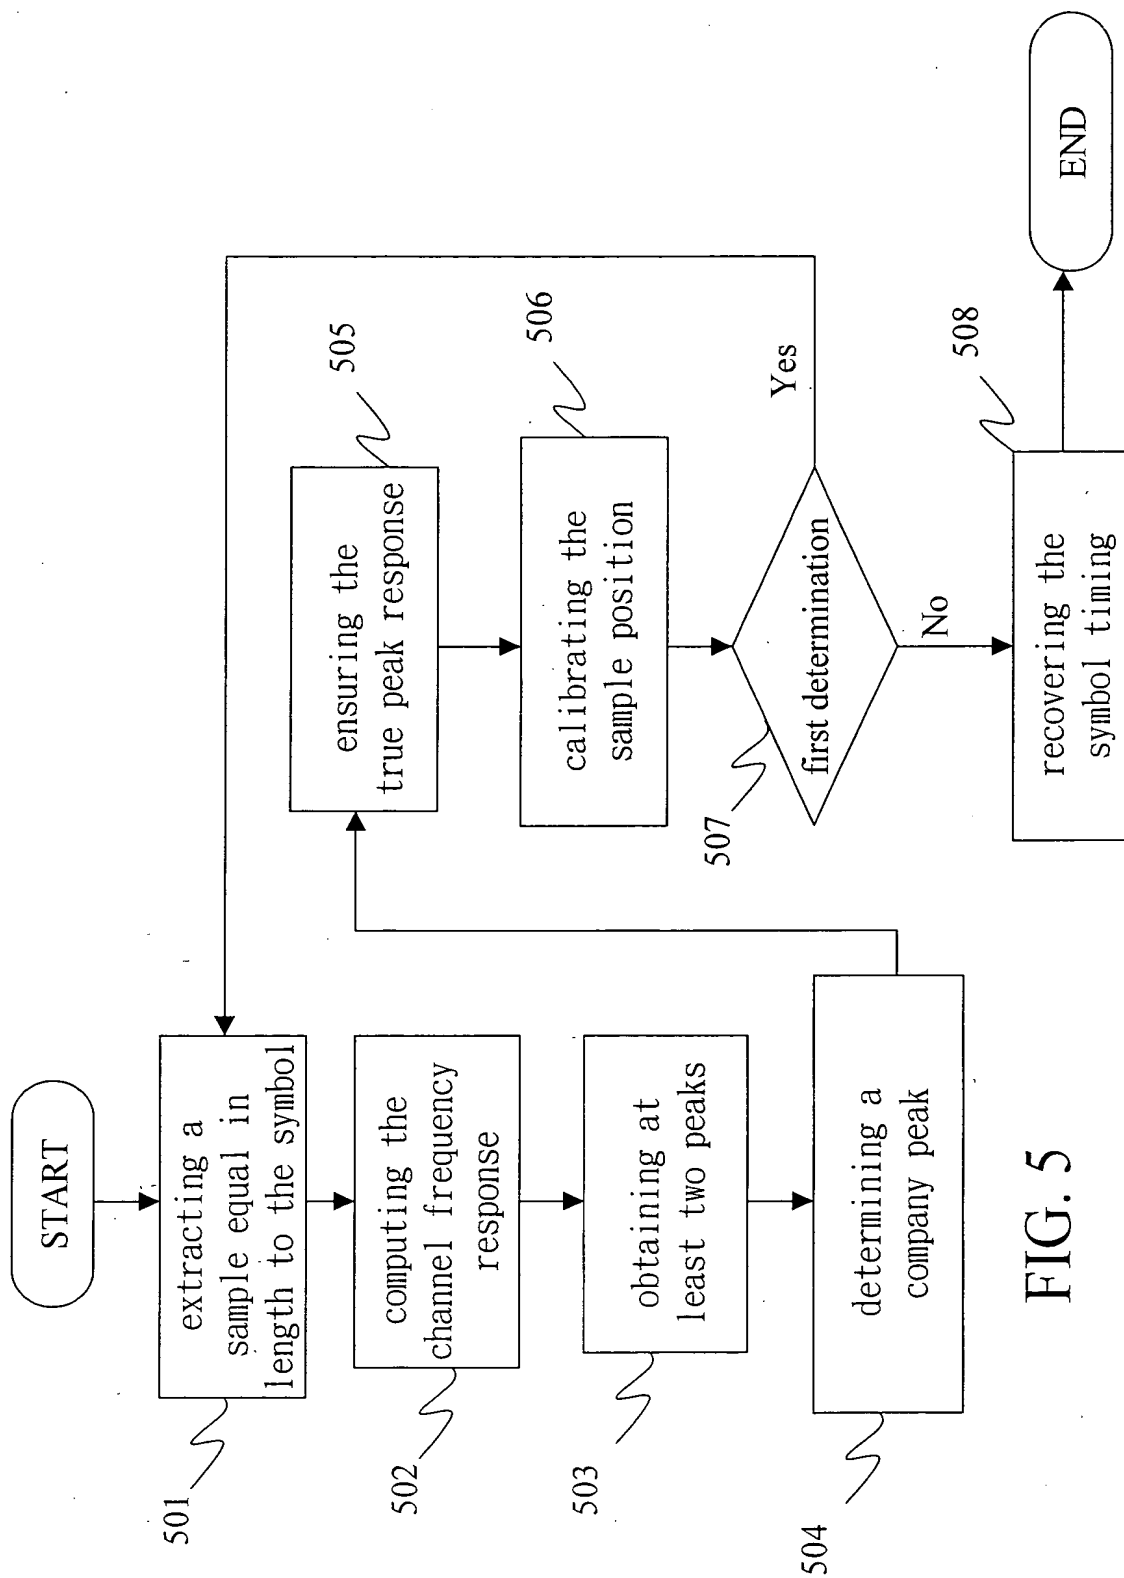 START
extracting a
sample equal in
length to the symbol
501
computing the
channel frequency
response
502
obtaining at
least two peaks
503
determining a
company peak
504
ensuring the
true peak response
505
calibrating the
sample position
506
first determination
507
Yes
No
recovering the
symbol timing
508
END
FIG. 5